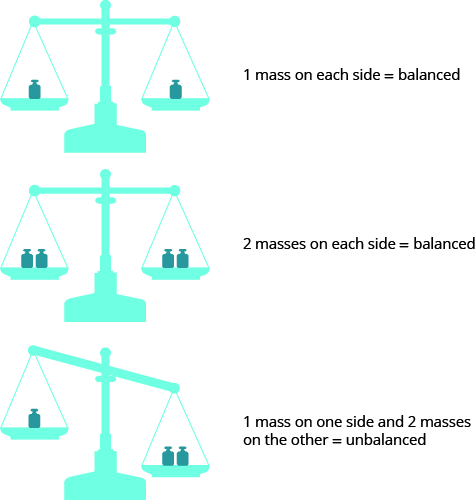 1 mass on each side = balanced
2 masses on each side = balanced
1 mass on one side and 2 masses
on the other = unbalanced